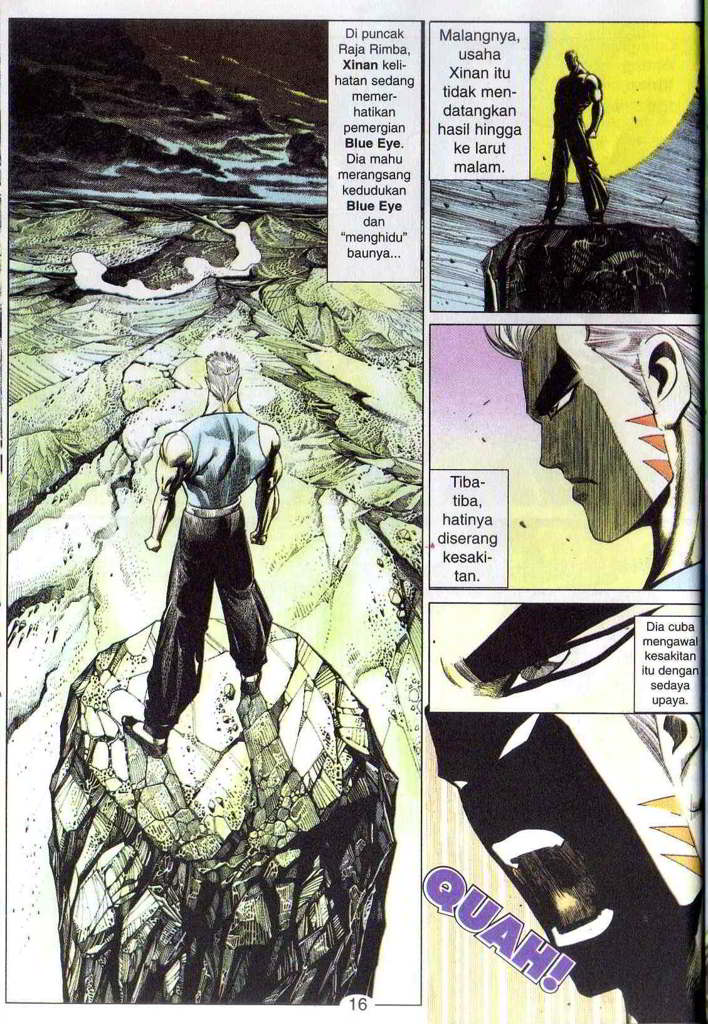 Di puncak
Raja Rimba,
Xinan keli-
hatan sedang
memer-
hatikan
pemergian
Blue Eye.
Dia mahu
merangsang
kedudukan
Blue Eye
dan
“menghidu”
baunya...
Malangnya,
usaha
Xinan itu
tidak men-
datangkan
hasil hingga
ke larut
malam.
Tiba-
tiba,
hatinya
diserang
kesaki-
tan.
Dia cuba
mengawal
kesakitan
itu dengan
sedaya
upaya.
QUAH!
16